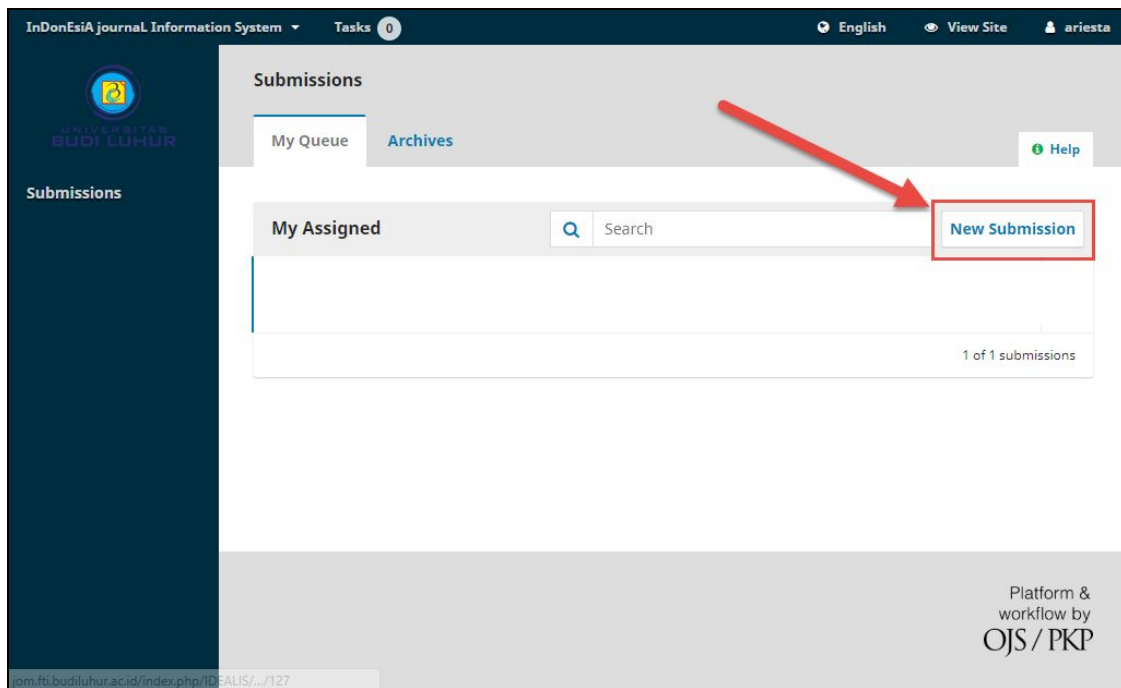 InDonEsiA journaL Information System Tasks 0 English View Site ariesta
UNIVERSITAS
BUDI LUHUR
Submissions
Submissions
My Queue Archives
Help
My Assigned Search New Submission
1 of 1 submissions
Platform &
workflow by
OJS / PKP
jom.fti.budiluhur.ac.id/index.php/IDEALIS/.../127